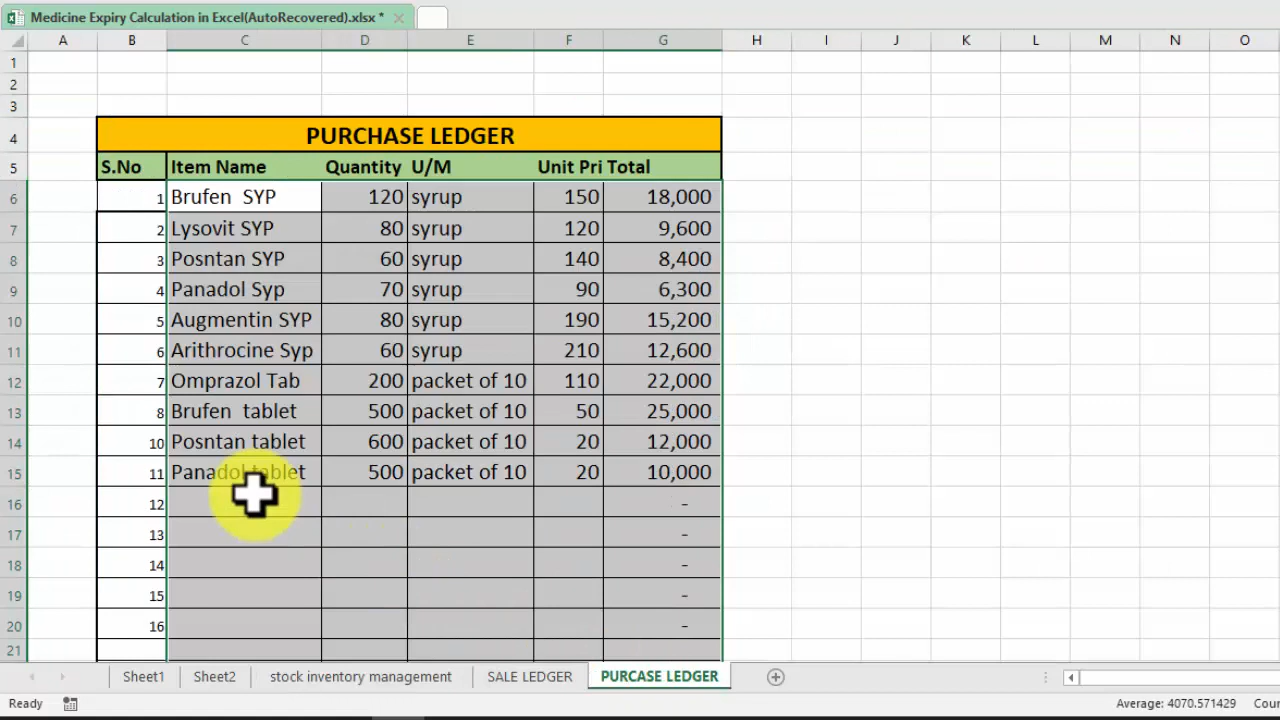 Medicine Expiry Calculation in Excel(AutoRecovered).xlsx *
A B C D E F G H I J K L M N O
1
2
3
4 PURCHASE LEDGER
5 S.No Item Name Quantity U/M Unit Pri Total
6 1 Brufen SYP 120 syrup 150 18,000
7 2 Lysovit SYP 80 syrup 120 9,600
8 3 Posntan SYP 60 syrup 140 8,400
9 4 Panadol Syp 70 syrup 90 6,300
10 5 Augmentin SYP 80 syrup 190 15,200
11 6 Arithrocine Syp 60 syrup 210 12,600
12 7 Omprazol Tab 200 packet of 10 110 22,000
13 8 Brufen tablet 500 packet of 10 50 25,000
14 10 Posntan tablet 600 packet of 10 20 12,000
15 11 Panadol tablet 500 packet of 10 20 10,000
16 12 -
17 13 -
18 14 -
19 15 -
20 16 -
21
Sheet1 Sheet2 stock inventory management SALE LEDGER PURCASE LEDGER
Ready Average: 4070.571429 Cour